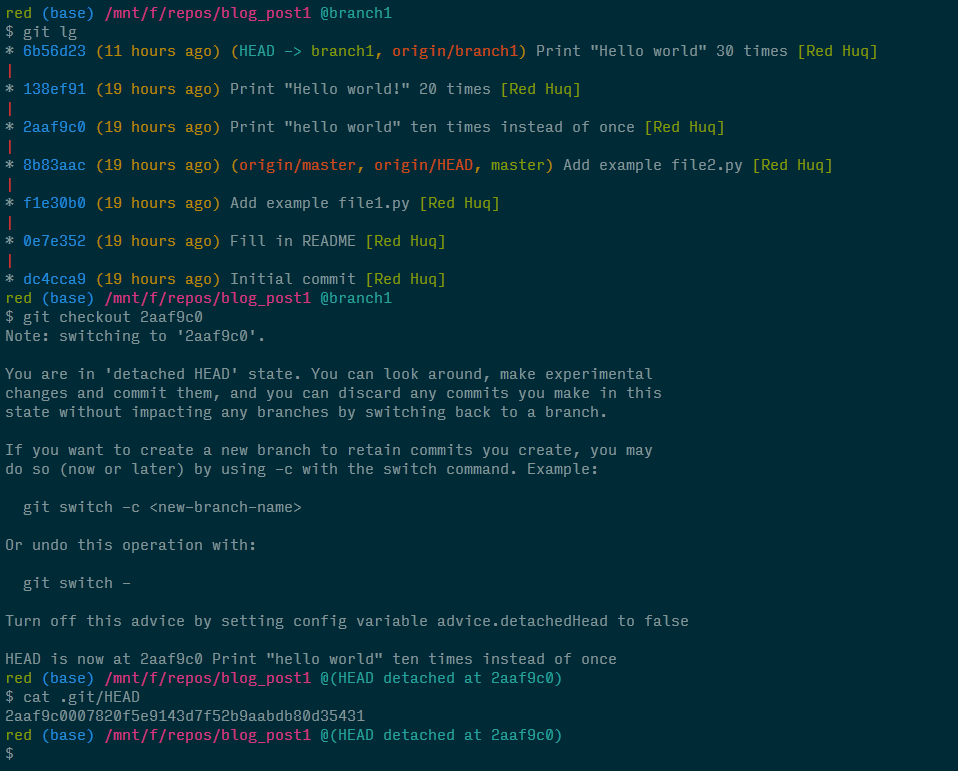 red (base) /mnt/f/repos/blog_post1 @branch1
$ git lg
* 6b56d23 (11 hours ago) (HEAD -> branch1, origin/branch1) Print "Hello world" 30 times [Red Huq]
|
* 138ef91 (19 hours ago) Print "Hello world!" 20 times [Red Huq]
|
* 2aaf9c0 (19 hours ago) Print "hello world" ten times instead of once [Red Huq]
|
* 8b83aac (19 hours ago) (origin/master, origin/HEAD, master) Add example file2.py [Red Huq]
|
* f1e30b0 (19 hours ago) Add example file1.py [Red Huq]
|
* 0e7e352 (19 hours ago) Fill in README [Red Huq]
|
* dc4cca9 (19 hours ago) Initial commit [Red Huq]
red (base) /mnt/f/repos/blog_post1 @branch1
$ git checkout 2aaf9c0
Note: switching to '2aaf9c0'.

You are in 'detached HEAD' state. You can look around, make experimental
changes and commit them, and you can discard any commits you make in this
state without impacting any branches by switching back to a branch.

If you want to create a new branch to retain commits you create, you may
do so (now or later) by using -c with the switch command. Example:

  git switch -c <new-branch-name>

Or undo this operation with:

  git switch -

Turn off this advice by setting config variable advice.detachedHead to false

HEAD is now at 2aaf9c0 Print "hello world" ten times instead of once
red (base) /mnt/f/repos/blog_post1 @(HEAD detached at 2aaf9c0)
$ cat .git/HEAD
2aaf9c0007820f5e9143d7f52b9aabdb80d35431
red (base) /mnt/f/repos/blog_post1 @(HEAD detached at 2aaf9c0)
$